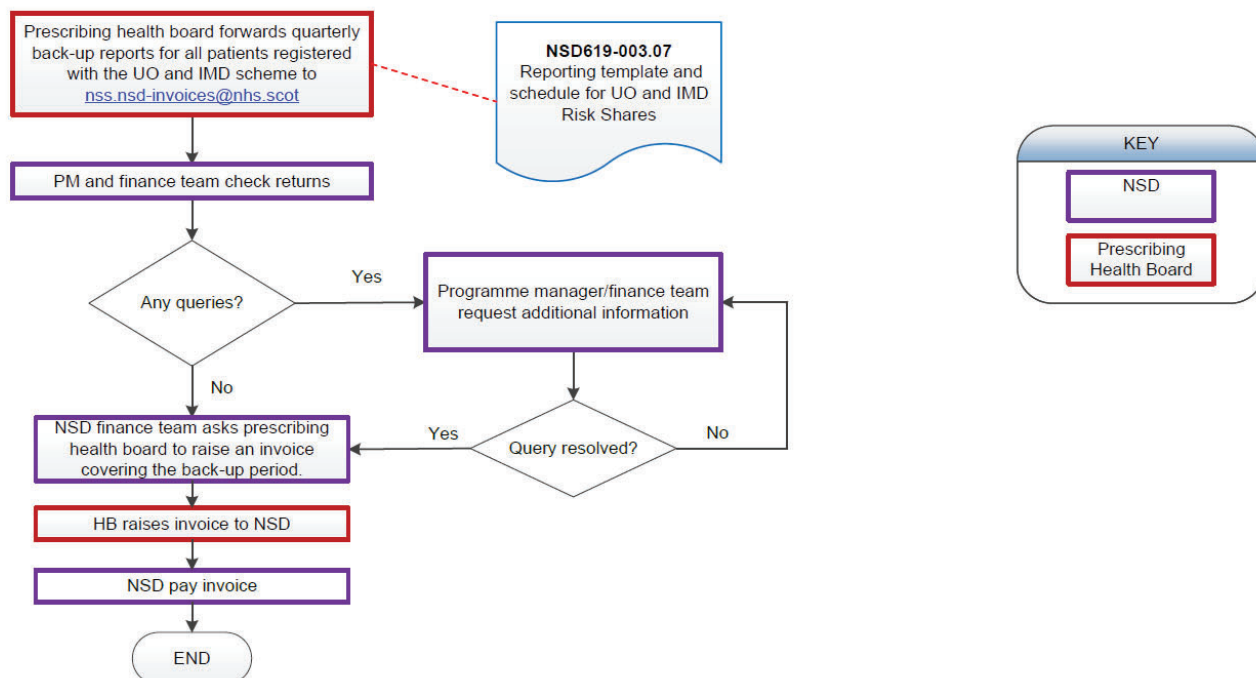 Prescribing health board forwards quarterly
back-up reports for all patients registered
with the UO and IMD scheme to
nss.nsd-invoices@nhs.scot
NSD619-003.07
Reporting template and
schedule for UO and IMD
Risk Shares
KEY
NSD
Prescribing
Health Board
PM and finance team check returns
Any queries?
Yes
Programme manager/finance team
request additional information
No
NSD finance team asks prescribing
health board to raise an invoice
covering the back-up period.
Yes
Query resolved?
No
HB raises invoice to NSD
NSD pay invoice
END